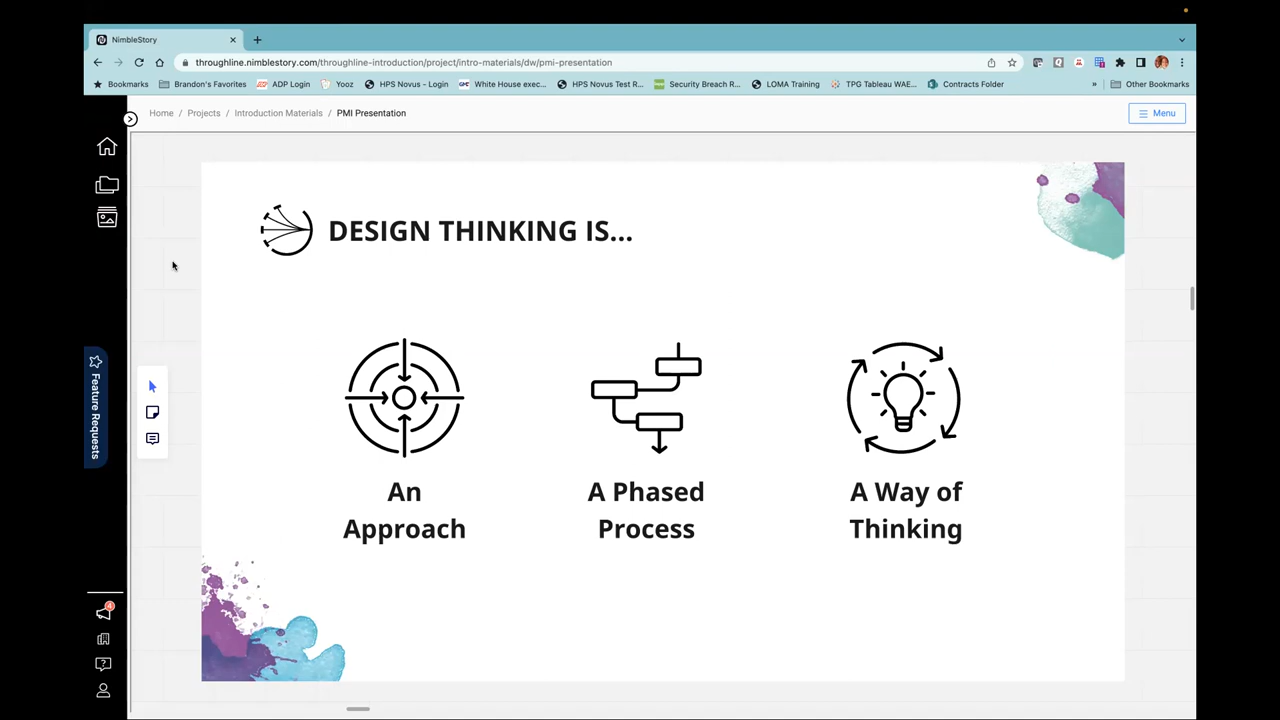 NimbleStory
throughline.nimblestory.com/throughline-introduction/project/intro-materials/dw/pmi-presentation
Bookmarks Brandon's Favorites ADP Login Yooz HPS Novus - Login White House exec... HPS Novus Test R... Security Breach R... LOMA Training TPG Tableau WAE... Contracts Folder » Other Bookmarks
Home / Projects / Introduction Materials / PMI Presentation
Menu
DESIGN THINKING IS...
An
Approach
A Phased
Process
A Way of
Thinking
Feature Requests
4